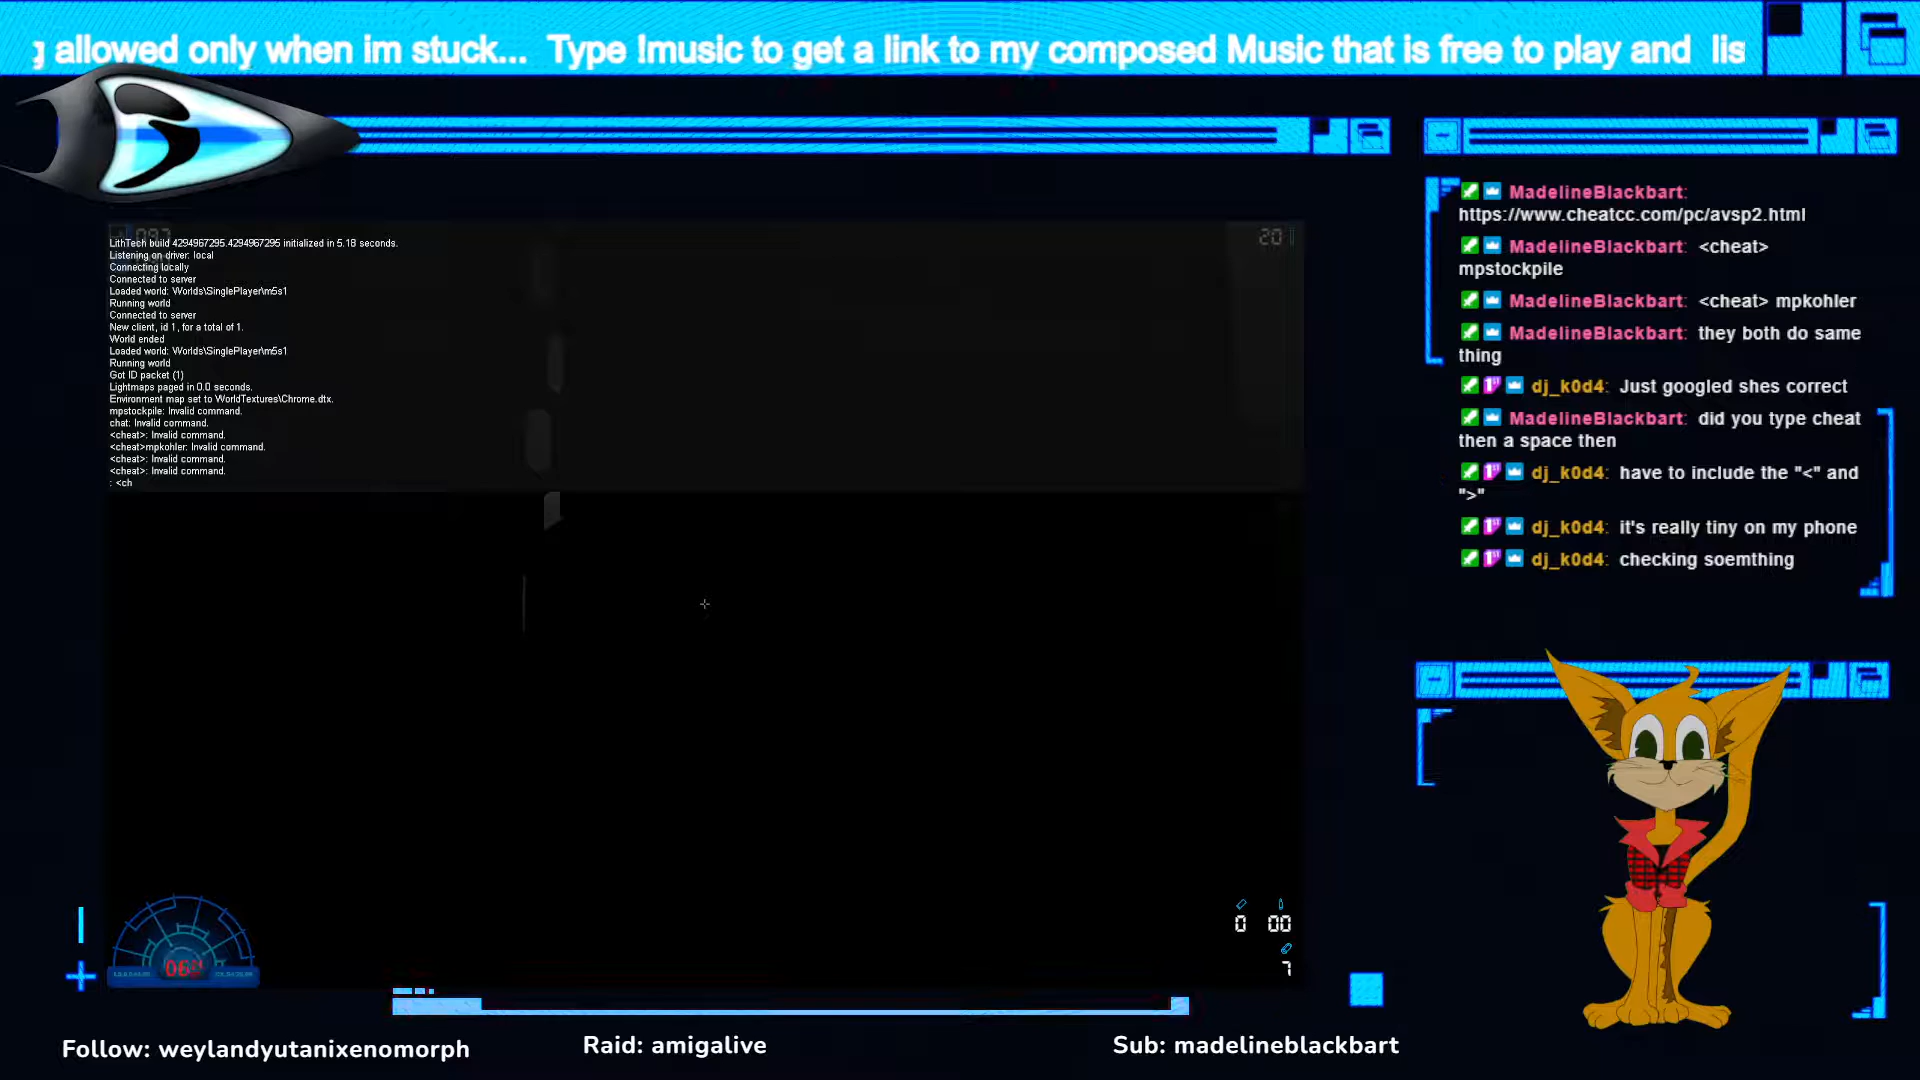 g allowed only when im stuck...  Type !music to get a link to my composed Music that is free to play and  lis
LithTech build 4294967295.4294967295 initialized in 5.18 seconds.
Listening on driver: local
Connecting locally
Connected to server
Loaded world: Worlds\SinglePlayer\m5s1
Running world
Connected to server
New client, id 1, for a total of 1.
World ended
Loaded world: Worlds\SinglePlayer\m5s1
Running world
Got ID packet (1)
Lightmaps paged in 0.0 seconds.
Environment map set to WorldTextures\Chrome.dtx.
mpstockpile: Invalid command.
chat: Invalid command.
<cheat>: Invalid command.
<cheat>mpkohler: Invalid command.
<cheat>: Invalid command.
<cheat>: Invalid command.
: <ch
097
20
0 00
7
MadelineBlackbart:
https://www.cheatcc.com/pc/avsp2.html
MadelineBlackbart: <cheat>
mpstockpile
MadelineBlackbart: <cheat> mpkohler
MadelineBlackbart: they both do same
thing
dj_k0d4: Just googled shes correct
MadelineBlackbart: did you type cheat
then a space then
dj_k0d4: have to include the "<" and
">"
dj_k0d4: it's really tiny on my phone
dj_k0d4: checking soemthing
Follow: weylandyutanixenomorph
Raid: amigalive
Sub: madelineblackbart